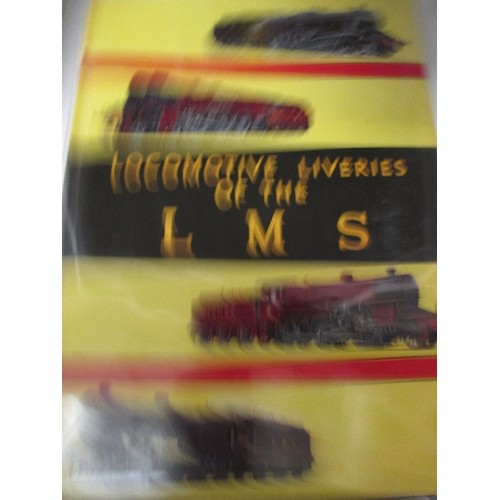 LOCOMOTIVE LIVERIES
OF THE
L M S